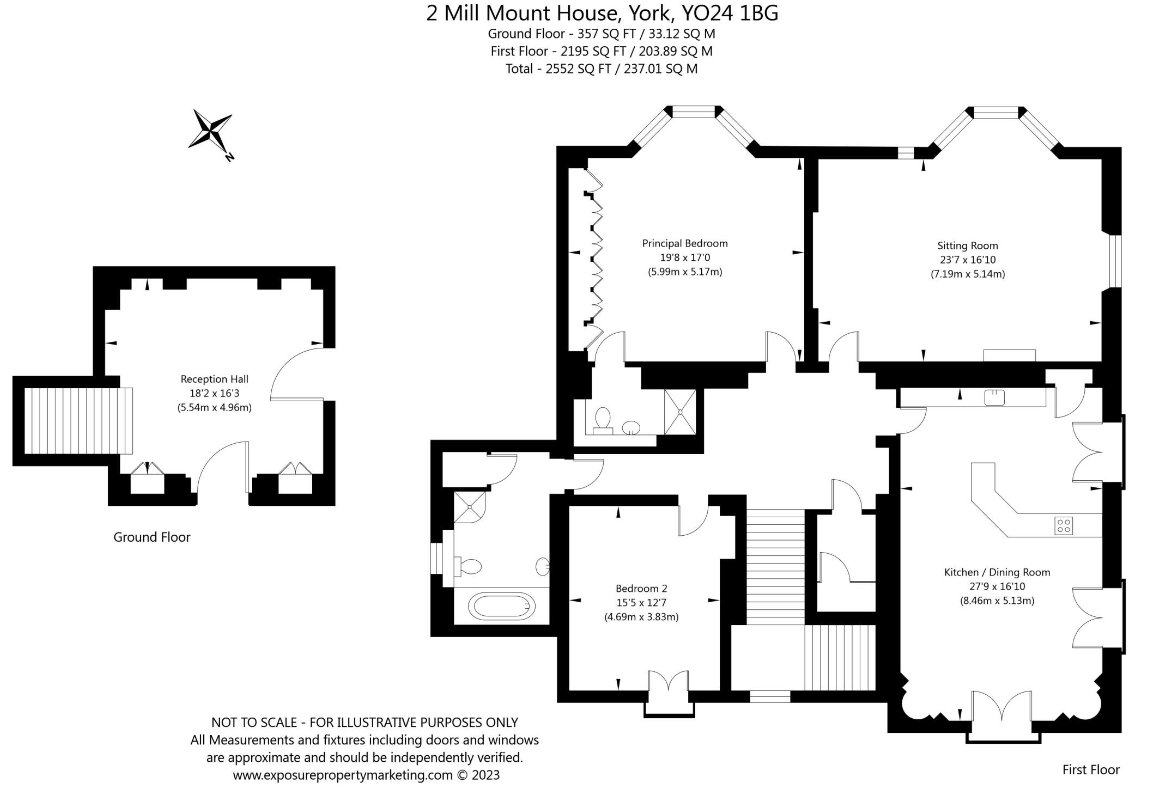 2 Mill Mount House, York, YO24 1BG
Ground Floor - 357 SQ FT / 33.12 SQ M
First Floor - 2195 SQ FT / 203.89 SQ M
Total - 2552 SQ FT / 237.01 SQ M
N
Principal Bedroom
19'8 x 17'0
(5.99m x 5.17m)
Sitting Room
23'7 x 16'10
(7.19m x 5.14m)
Reception Hall
18'2 x 16'3
(5.54m x 4.96m)
Ground Floor
Bedroom 2
15'5 x 12'7
(4.69m x 3.83m)
Kitchen / Dining Room
27'9 x 16'10
(8.46m x 5.13m)
NOT TO SCALE - FOR ILLUSTRATIVE PURPOSES ONLY
All Measurements and fixtures including doors and windows
are approximate and should be independently verified.
www.exposurepropertymarketing.com © 2023
First Floor